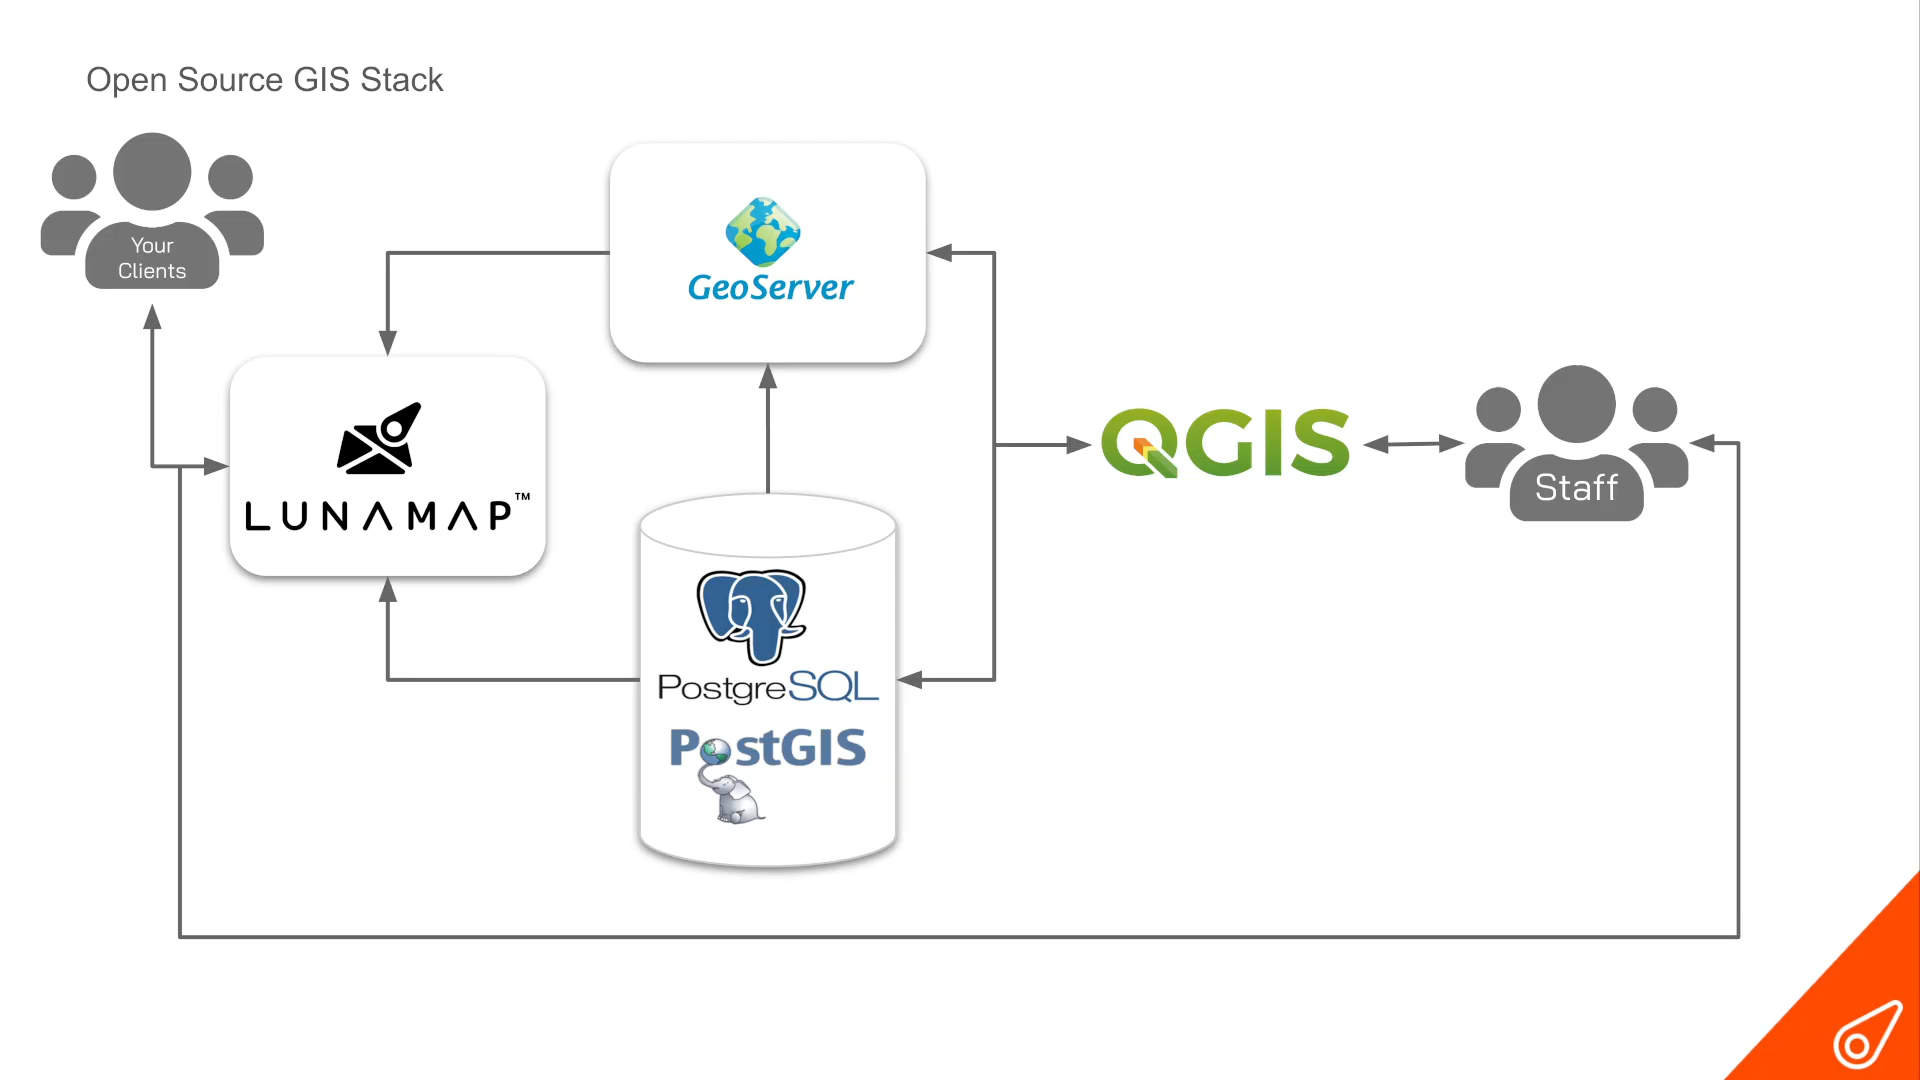 Open Source GIS Stack
Your
Clients
GeoServer
LUNAMAP™
QGIS
Staff
PostgreSQL
PostGIS